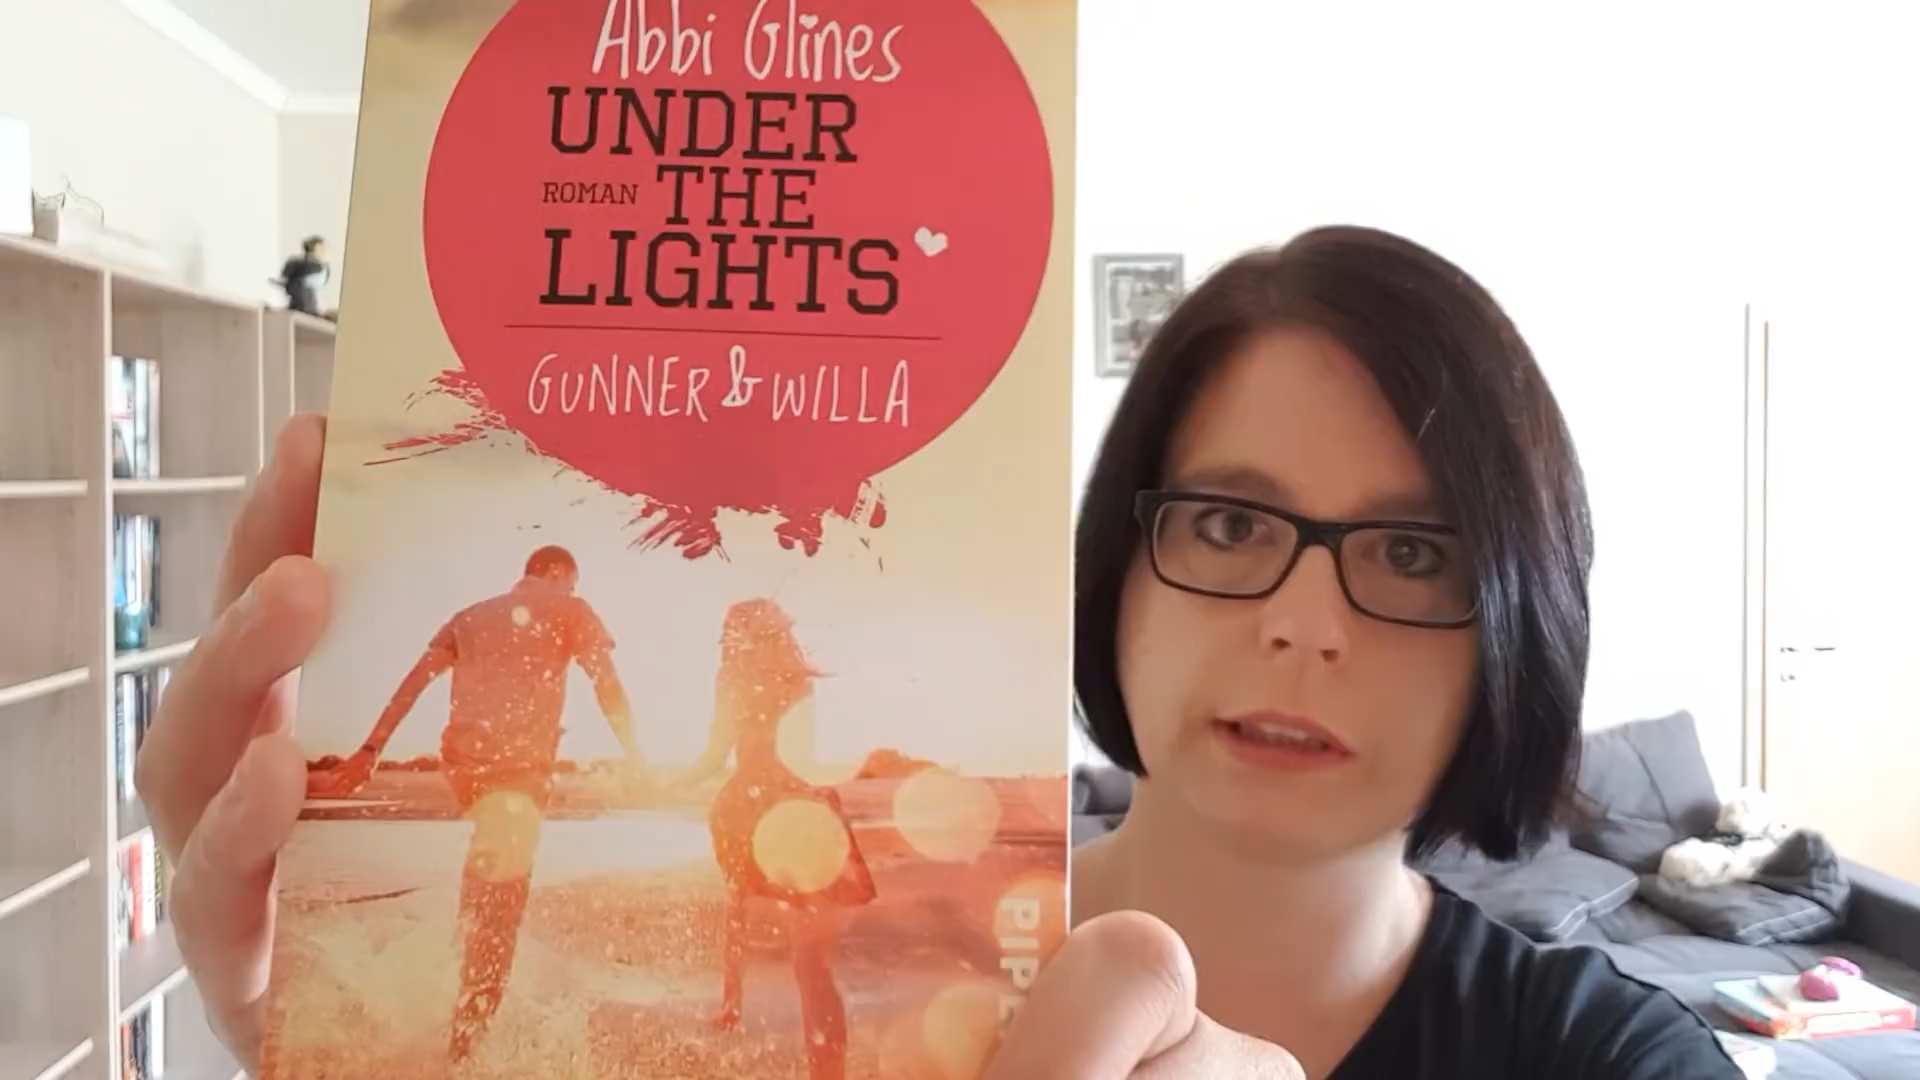 Abbi Glines
UNDER
ROMAN THE
LIGHTS
GUNNER & WILLA